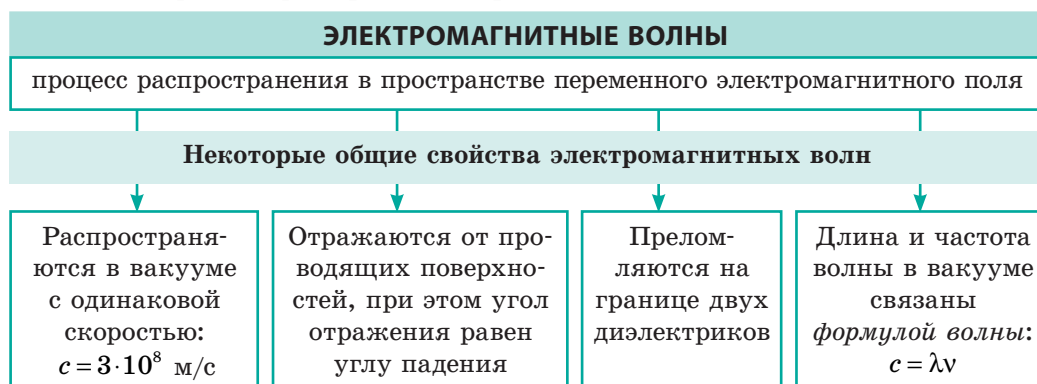 ЭЛЕКТРОМАГНИТНЫЕ ВОЛНЫ
процесс распространения в пространстве переменного электромагнитного поля
Некоторые общие свойства электромагнитных волн
Распространя-
ются в вакууме
с одинаковой
скоростью:
c = 3·10⁸ м/с
Отражаются от про-
водящих поверхно-
стей, при этом угол
отражения равен
углу падения
Прелом-
ляются на
границе двух
диэлектриков
Длина и частота
волны в вакууме
связаны
формулой волны:
c = λν